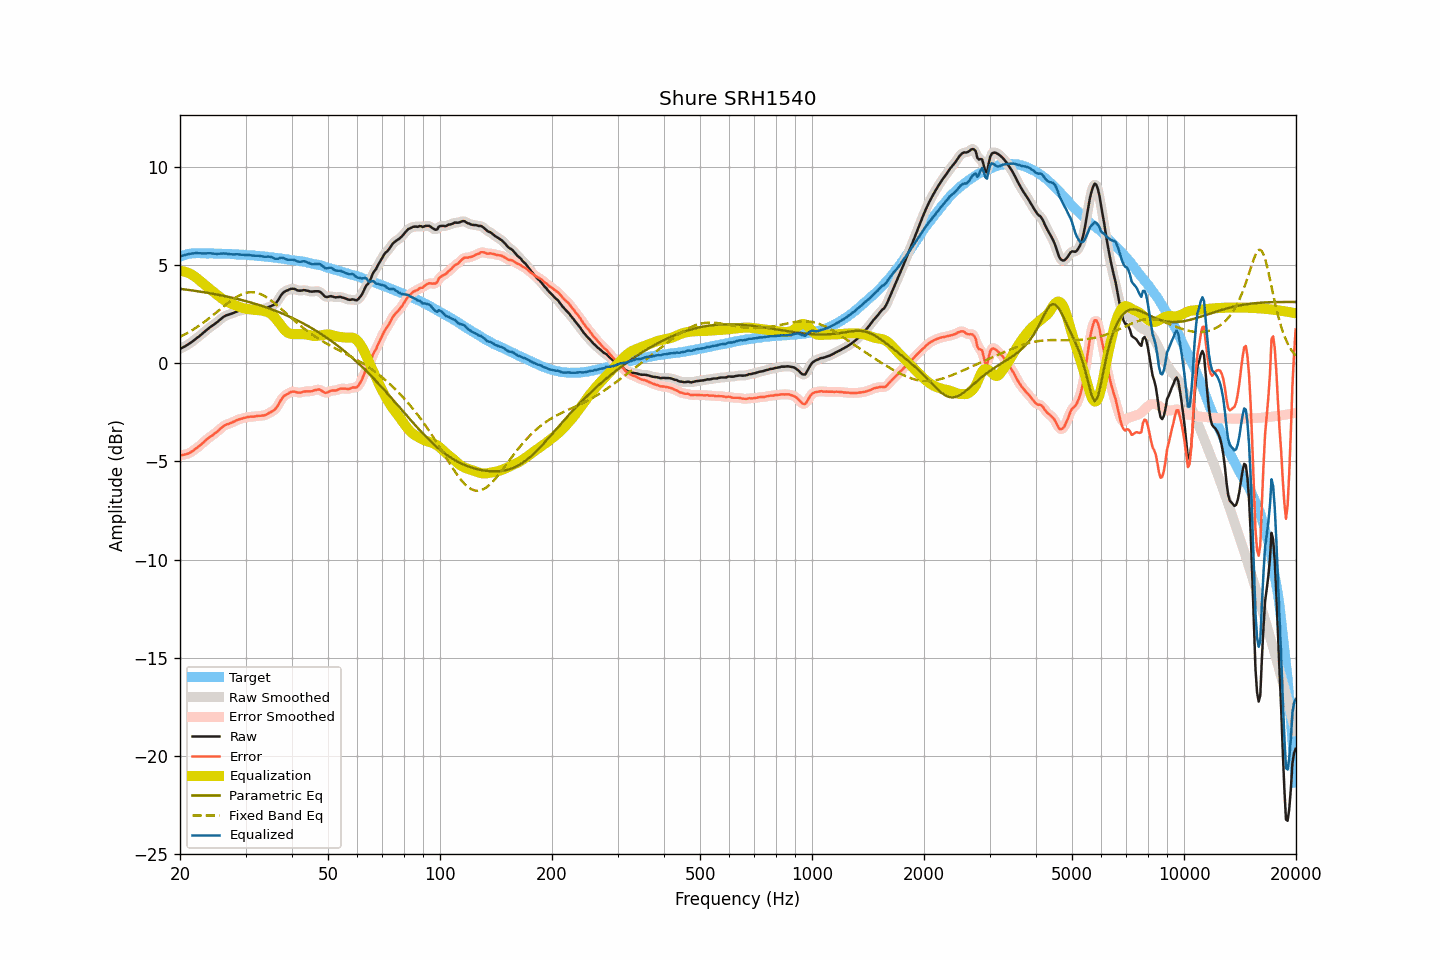 Shure SRH1540
Amplitude (dBr)
10
5
0
−5
−10
−15
−20
−25
Target
Raw Smoothed
Error Smoothed
Raw
Error
Equalization
Parametric Eq
Fixed Band Eq
Equalized
20 50 100 200 500 1000 2000 5000 10000 20000
Frequency (Hz)